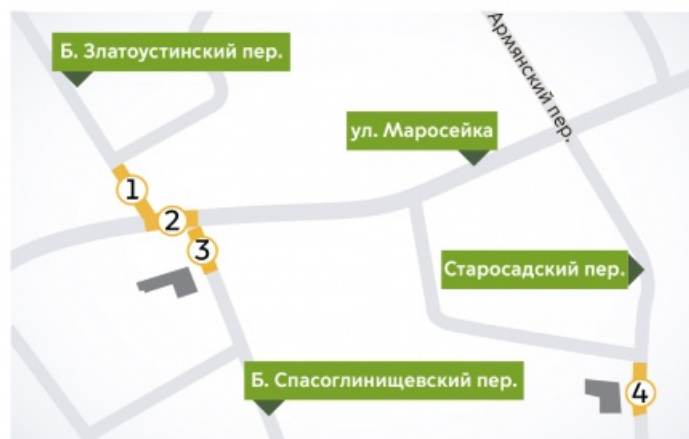 Б. Златоустинский пер.
Армянский пер.
ул. Маросейка
1
2
3
Старосадский пер.
Б. Спасоглинищевский пер.
4